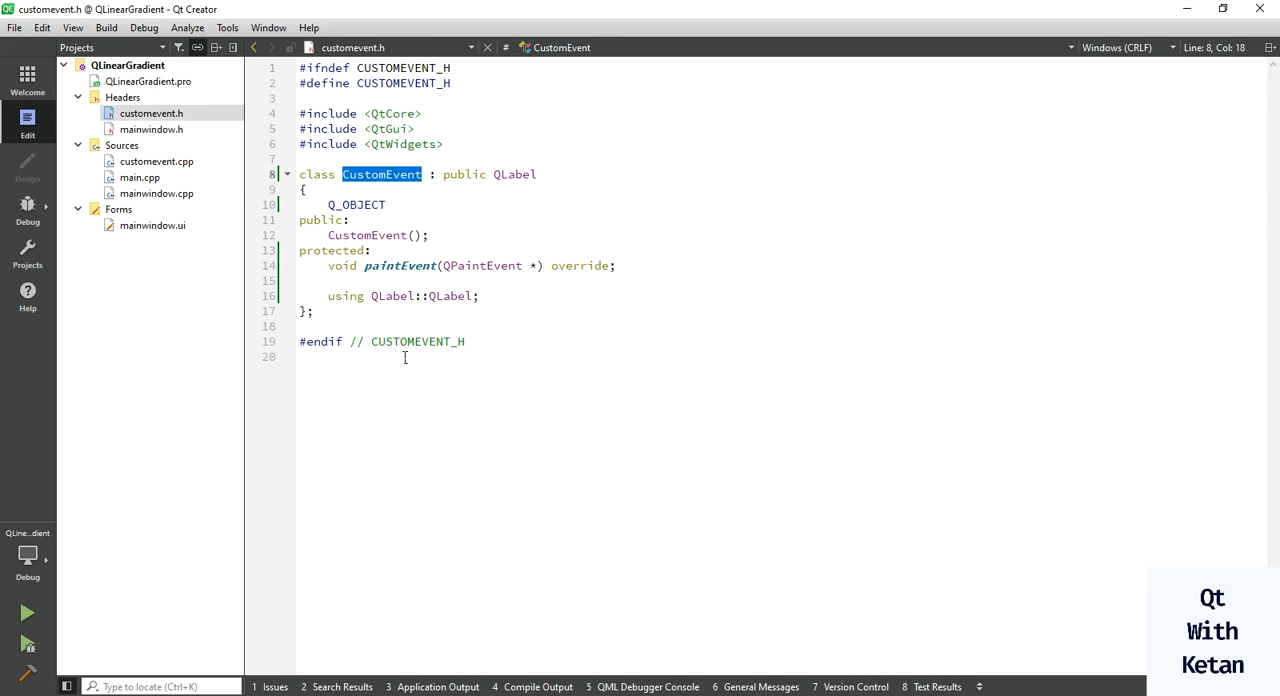 customevent.h @ QLinearGradient - Qt Creator
File Edit View Build Debug Analyze Tools Window Help
Projects customevent.h # CustomEvent Windows (CRLF) Line: 8, Col: 18
Welcome
Edit
Design
Debug
Projects
Help
QLine...dient
Debug
QLinearGradient
QLinearGradient.pro
Headers
customevent.h
mainwindow.h
Sources
customevent.cpp
main.cpp
mainwindow.cpp
Forms
mainwindow.ui
1 #ifndef CUSTOMEVENT_H
2 #define CUSTOMEVENT_H
3
4 #include <QtCore>
5 #include <QtGui>
6 #include <QtWidgets>
7
8 class CustomEvent : public QLabel
9 {
10 Q_OBJECT
11 public:
12 CustomEvent();
13 protected:
14 void paintEvent(QPaintEvent *) override;
15
16 using QLabel::QLabel;
17 };
18
19 #endif // CUSTOMEVENT_H
20
Qt
With
Ketan
Type to locate (Ctrl+K) 1 Issues 2 Search Results 3 Application Output 4 Compile Output 5 QML Debugger Console 6 General Messages 7 Version Control 8 Test Results